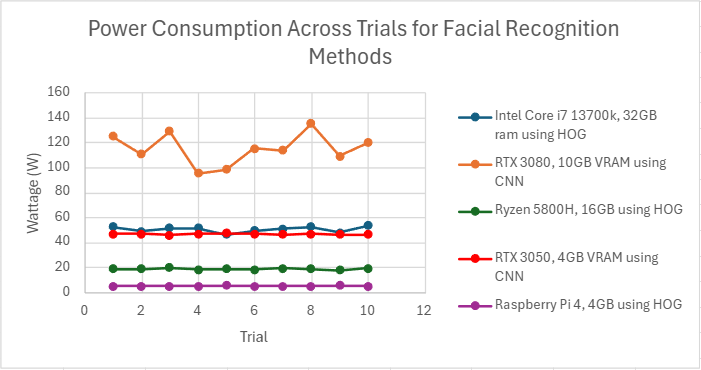 Power Consumption Across Trials for Facial Recognition
Methods
160
140
120
100
80
60
40
20
0
Wattage (W)
0 2 4 6 8 10 12
Trial
Intel Core i7 13700k, 32GB
ram using HOG
RTX 3080, 10GB VRAM using
CNN
Ryzen 5800H, 16GB using HOG
RTX 3050, 4GB VRAM using
CNN
Raspberry Pi 4, 4GB using HOG